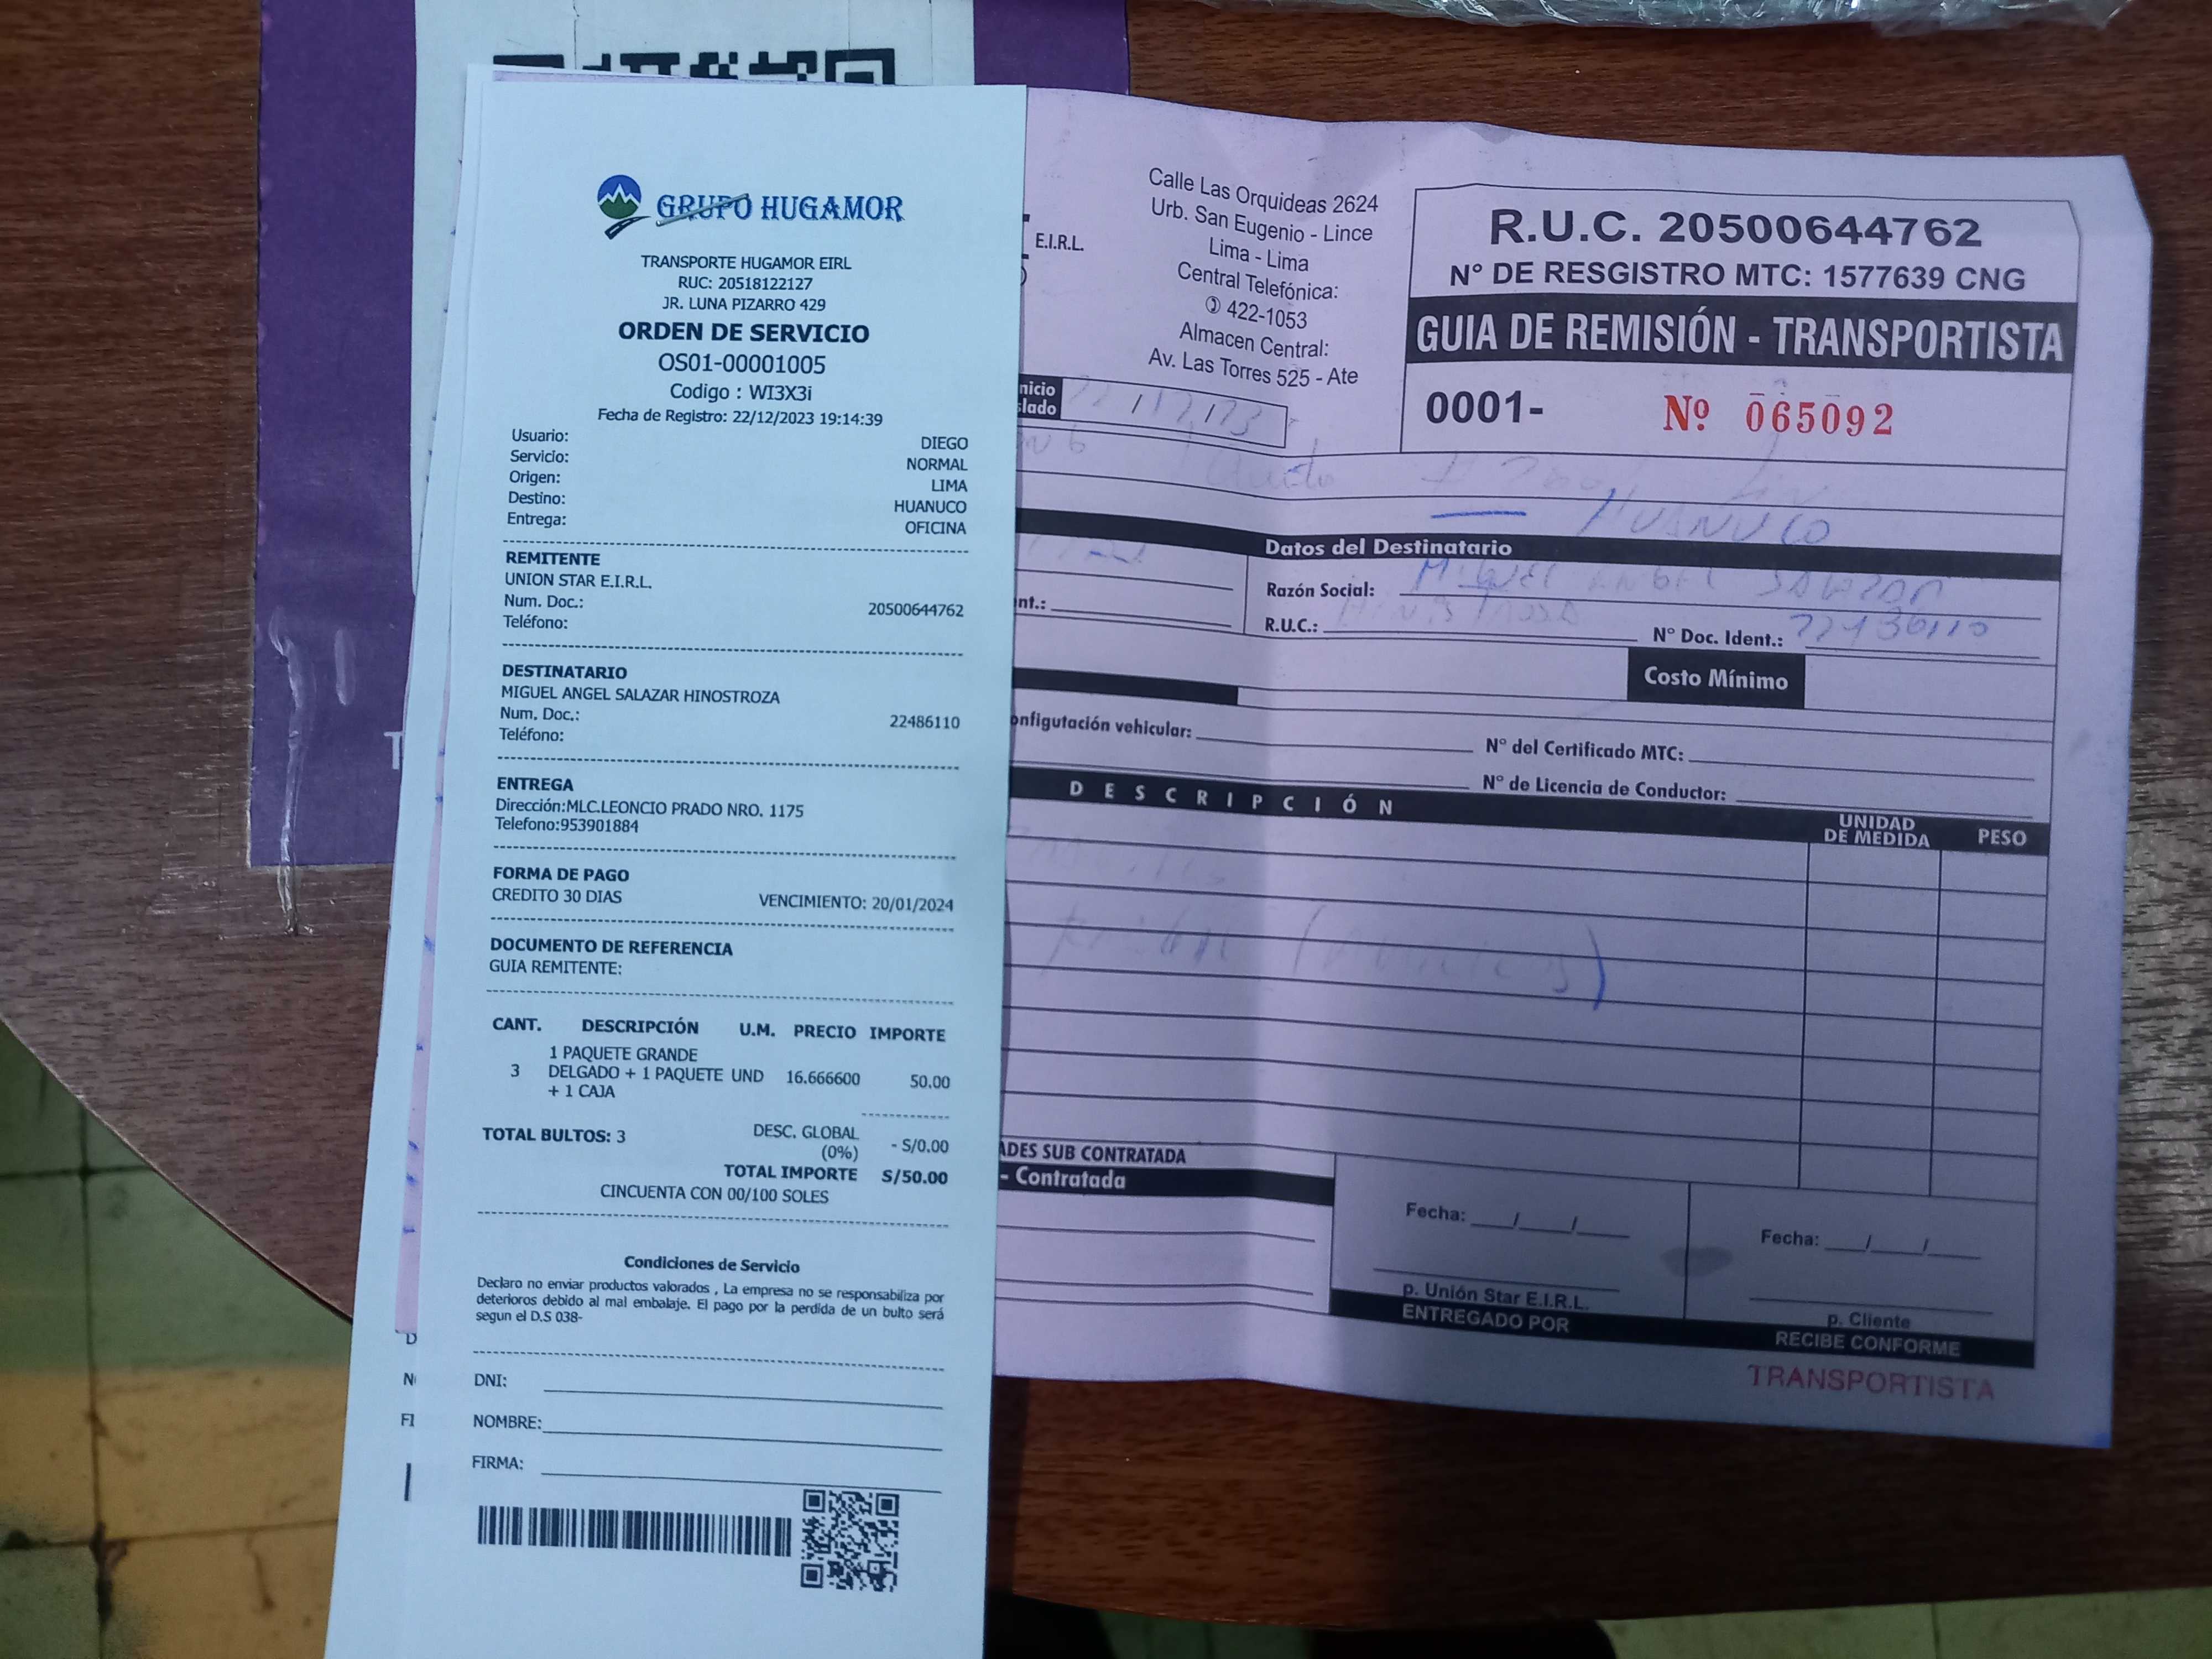 GRUPO HUGAMOR
TRANSPORTE HUGAMOR EIRL
RUC: 20518122127
JR. LUNA PIZARRO 429
ORDEN DE SERVICIO
OS01-00001005
Codigo : WI3X3i
Fecha de Registro: 22/12/2023 19:14:39
Usuario: DIEGO
Servicio: NORMAL
Origen: LIMA
Destino: HUANUCO
Entrega: OFICINA
REMITENTE
UNION STAR E.I.R.L.
Num. Doc.: 20500644762
Teléfono:
DESTINATARIO
MIGUEL ANGEL SALAZAR HINOSTROZA
Num. Doc.: 22486110
Teléfono:
ENTREGA
Dirección:MLC.LEONCIO PRADO NRO. 1175
Telefono:953901884
FORMA DE PAGO
CREDITO 30 DIAS VENCIMIENTO: 20/01/2024
DOCUMENTO DE REFERENCIA
GUIA REMITENTE:
CANT. DESCRIPCIÓN U.M. PRECIO IMPORTE
1 PAQUETE GRANDE
3 DELGADO + 1 PAQUETE UND 16.666600 50.00
+ 1 CAJA
TOTAL BULTOS: 3 DESC. GLOBAL
(0%) - S/0.00
TOTAL IMPORTE S/50.00
CINCUENTA CON 00/100 SOLES
Condiciones de Servicio
Declaro no enviar productos valorados , La empresa no se responsabiliza por
deterioros debido al mal embalaje. El pago por la perdida de un bulto será
segun el D.S 038-
DNI:
NOMBRE:
FIRMA:
E.I.R.L.
Calle Las Orquideas 2624
Urb. San Eugenio - Lince
Lima - Lima
Central Telefónica:
422-1053
Almacen Central:
Av. Las Torres 525 - Ate
R.U.C. 20500644762
N° DE RESGISTRO MTC: 1577639 CNG
GUIA DE REMISIÓN - TRANSPORTISTA
0001- Nº 065092
HUANUCO
Datos del Destinatario
Razón Social: MIGUEL ANGEL SALAZAR
R.U.C.: N° Doc. Ident.:
Costo Mínimo
onfigutación vehicular: N° del Certificado MTC:
N° de Licencia de Conductor:
DESCRIPCIÓN UNIDAD DE MEDIDA PESO
ADES SUB CONTRATADA
- Contratada
Fecha: / / Fecha: / /
p. Unión Star E.I.R.L. p. Cliente
ENTREGADO POR RECIBE CONFORME
TRANSPORTISTA